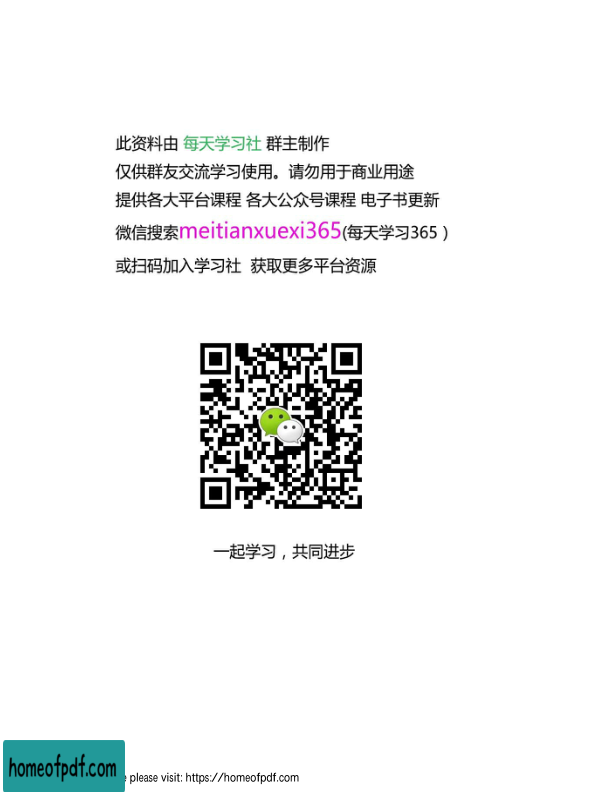 此资料由 每天学习社 群主制作
仅供群友交流学习使用。请勿用于商业用途
提供各大平台课程 各大公众号课程 电子书更新
微信搜索meitianxuexi365(每天学习365）
或扫码加入学习社 获取更多平台资源
一起学习，共同进步
homeofpdf.com
please visit: https://homeofpdf.com